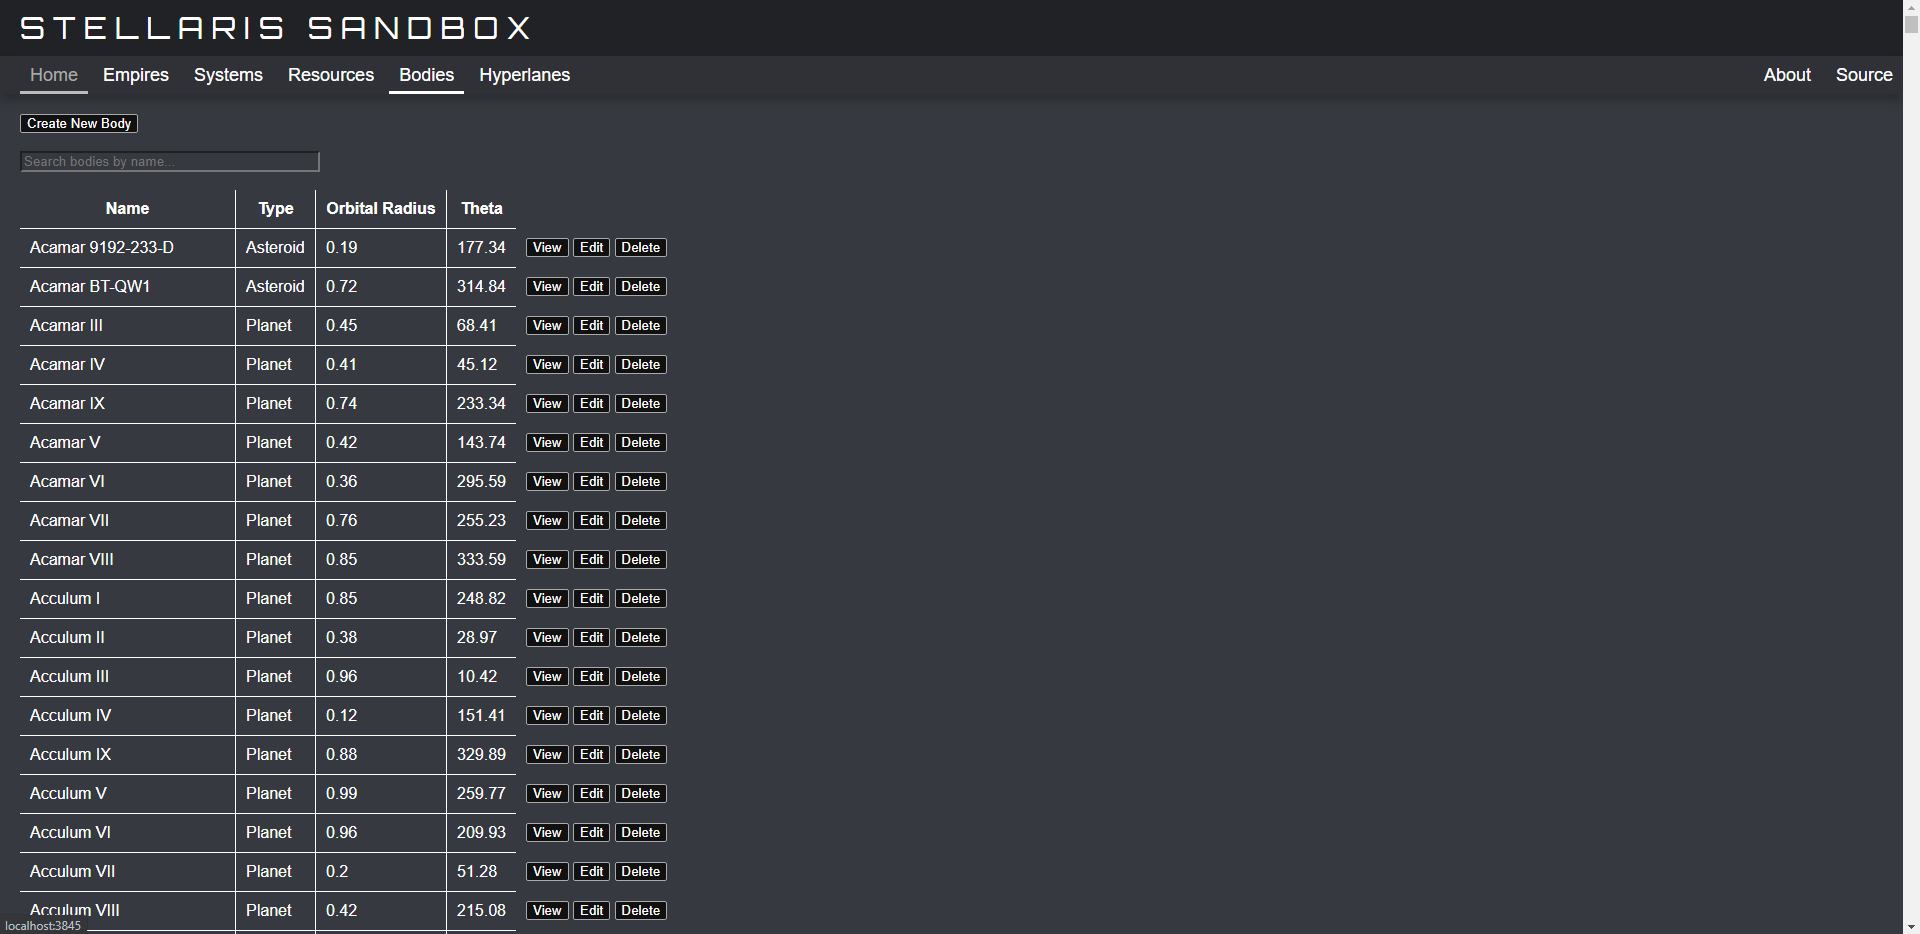 STELLARIS SANDBOX
Home Empires Systems Resources Bodies Hyperlanes About Source
Create New Body
Search bodies by name...
Name Type Orbital Radius Theta
Acamar 9192-233-D Asteroid 0.19 177.34 View Edit Delete
Acamar BT-QW1 Asteroid 0.72 314.84 View Edit Delete
Acamar III Planet 0.45 68.41 View Edit Delete
Acamar IV Planet 0.41 45.12 View Edit Delete
Acamar IX Planet 0.74 233.34 View Edit Delete
Acamar V Planet 0.42 143.74 View Edit Delete
Acamar VI Planet 0.36 295.59 View Edit Delete
Acamar VII Planet 0.76 255.23 View Edit Delete
Acamar VIII Planet 0.85 333.59 View Edit Delete
Acculum I Planet 0.85 248.82 View Edit Delete
Acculum II Planet 0.38 28.97 View Edit Delete
Acculum III Planet 0.96 10.42 View Edit Delete
Acculum IV Planet 0.12 151.41 View Edit Delete
Acculum IX Planet 0.88 329.89 View Edit Delete
Acculum V Planet 0.99 259.77 View Edit Delete
Acculum VI Planet 0.96 209.93 View Edit Delete
Acculum VII Planet 0.2 51.28 View Edit Delete
Acculum VIII Planet 0.42 215.08 View Edit Delete
localhost:3845